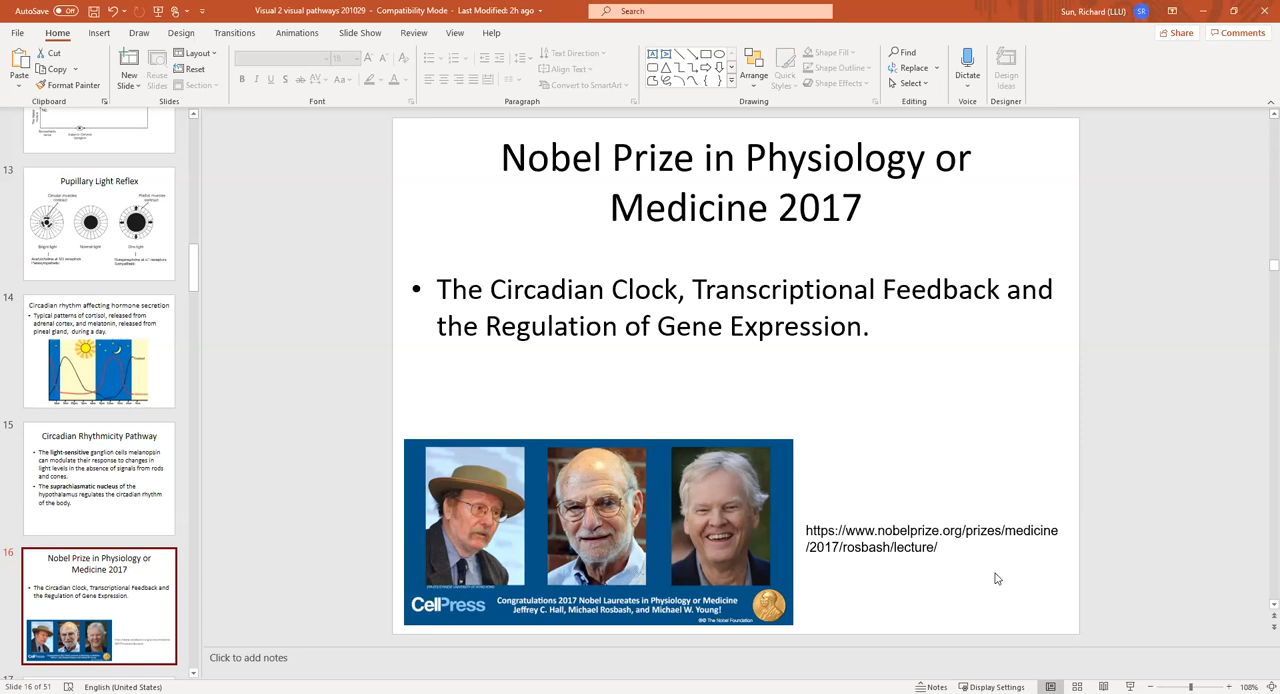 AutoSave Off
Visual 2 visual pathways 201029 - Compatibility Mode - Last Modified: 2h ago
Search
Sun, Richard (LLU) SR
File Home Insert Draw Design Transitions Animations Slide Show Review View Help
Share Comments
Paste
Cut
Copy
Format Painter
Clipboard
New Slide
Reuse Slides
Layout
Reset
Section
Slides
18
B I U S ab AV Aa A
Font
Text Direction
Align Text
Convert to SmartArt
Paragraph
Arrange
Quick Styles
Shape Fill
Shape Outline
Shape Effects
Drawing
Find
Replace
Select
Editing
Dictate
Voice
Design Ideas
Designer
13
Pupillary Light Reflex
Bright light Normal light Dim light
14
Circadian rhythm affecting hormone secretion
• Typical patterns of cortisol, released from
adrenal cortex, and melatonin, released from
pineal gland, during a day.
15
Circadian Rhythmicity Pathway
• The light-sensitive ganglion cells melanopsin
can modulate their response to changes in
light levels in the absence of signals from rods
and cones.
• The suprachiasmatic nucleus of the
hypothalamus regulates the circadian rhythm
of the body.
16
Nobel Prize in Physiology or
Medicine 2017
• The Circadian Clock, Transcriptional Feedback and
the Regulation of Gene Expression.
17
Nobel Prize in Physiology or
Medicine 2017
• The Circadian Clock, Transcriptional Feedback and
the Regulation of Gene Expression.
CellPress
Congratulations 2017 Nobel Laureates in Physiology or Medicine
Jeffrey C. Hall, Michael Rosbash, and Michael W. Young!
The Nobel Foundation
https://www.nobelprize.org/prizes/medicine
/2017/rosbash/lecture/
Click to add notes
Slide 16 of 51
English (United States)
Notes
Display Settings
108%